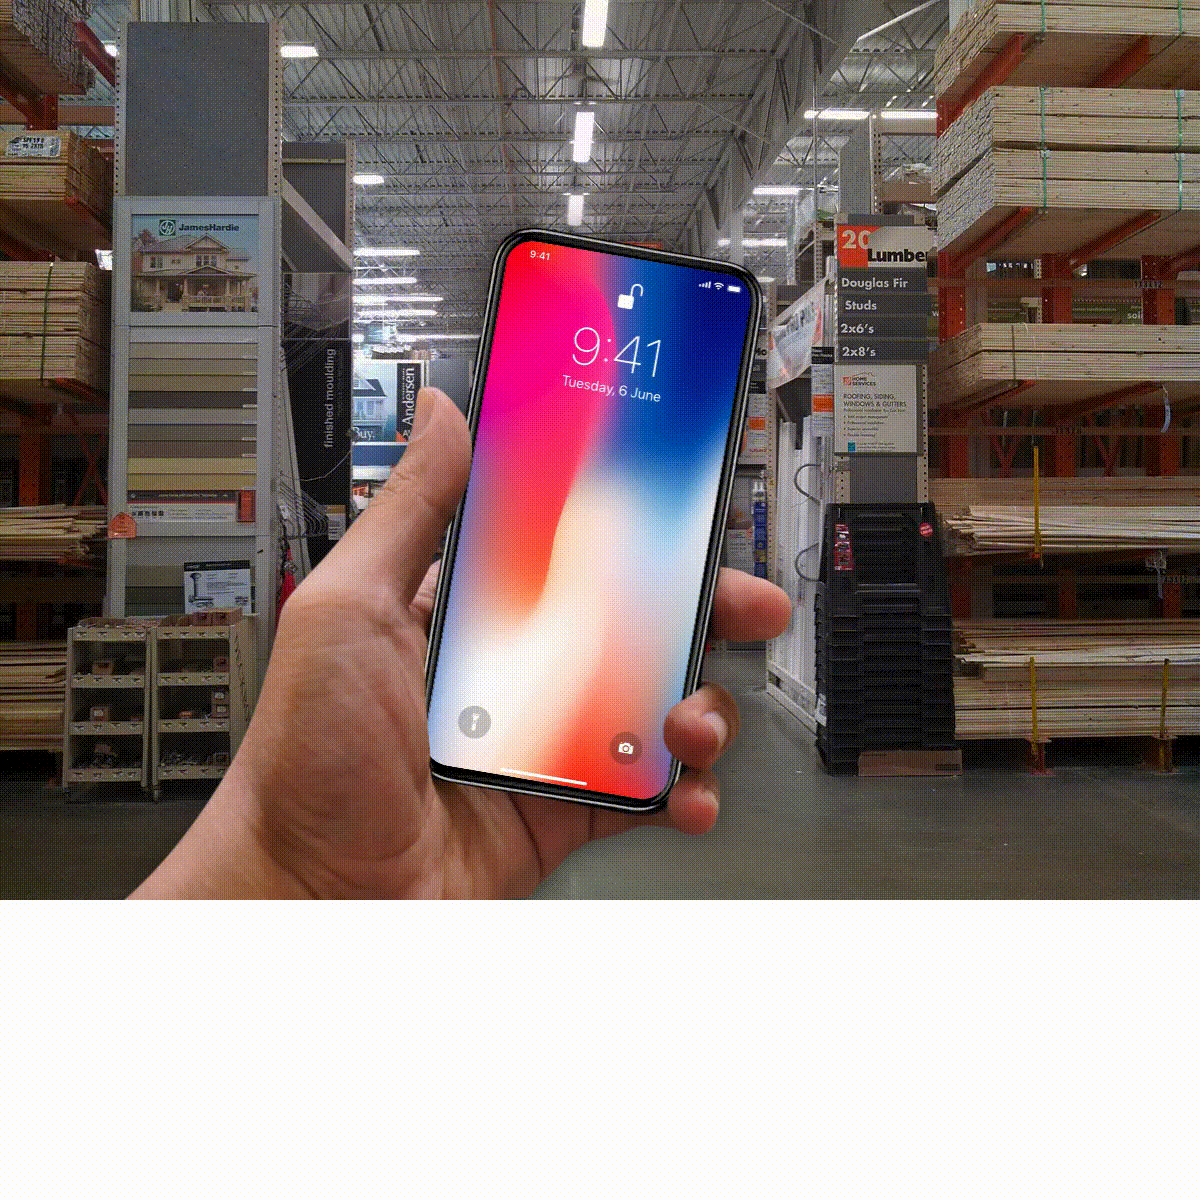 JamesHardie
finished moulding
Andersen
Buy.
9:41
9:41
Tuesday, 6 June
20
Lumber
Douglas Fir
Studs
2x6's
2x8's
HOME
SERVICES
ROOFING, SIDING,
WINDOWS & GUTTERS